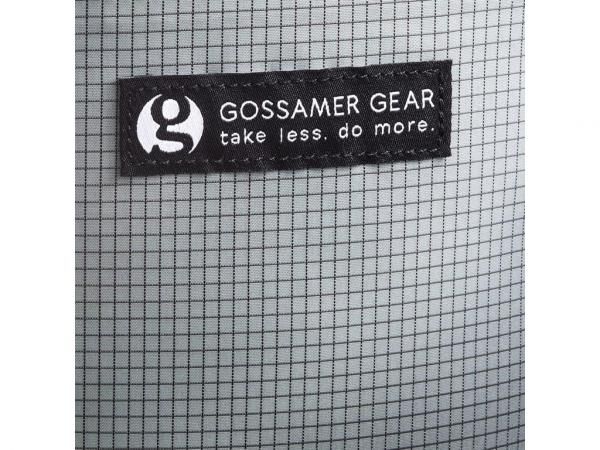 g GOSSAMER GEAR
take less. do more.